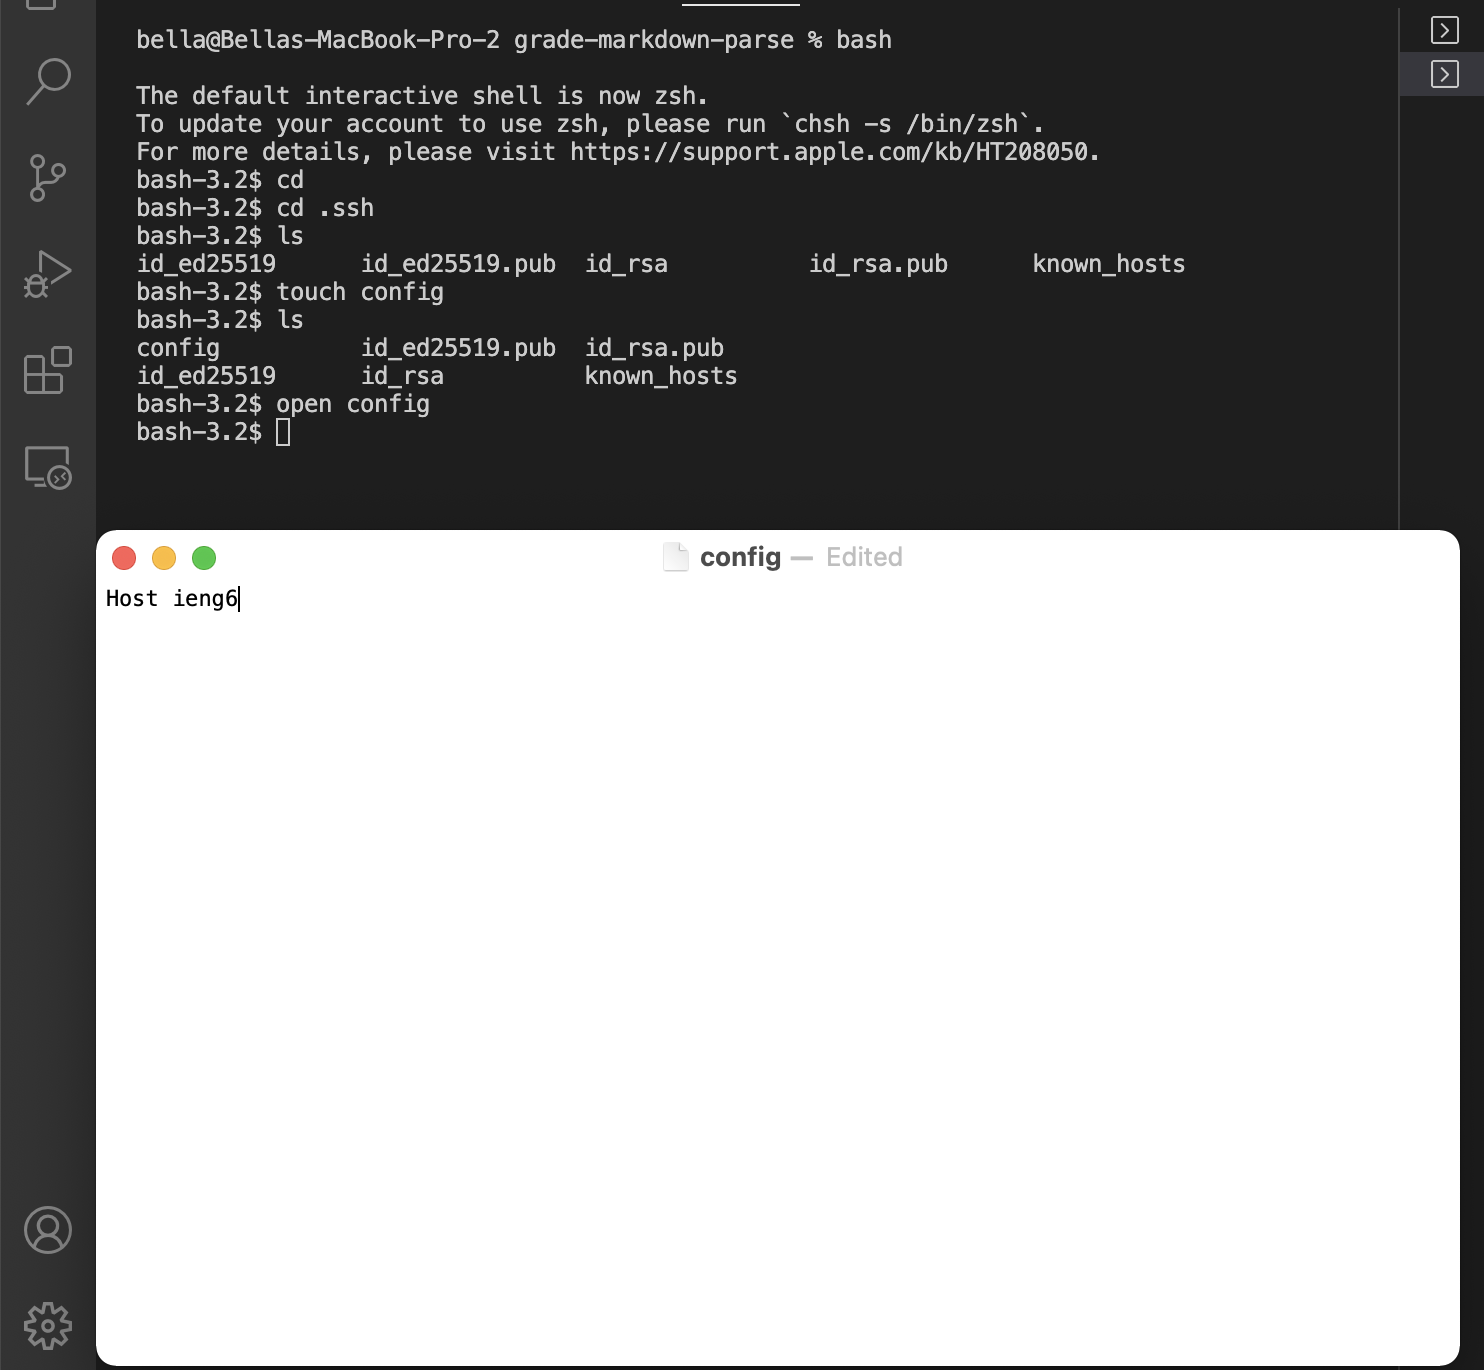 bella@Bellas-MacBook-Pro-2 grade-markdown-parse % bash
The default interactive shell is now zsh.
To update your account to use zsh, please run `chsh -s /bin/zsh`.
For more details, please visit https://support.apple.com/kb/HT208050.
bash-3.2$ cd
bash-3.2$ cd .ssh
bash-3.2$ ls
id_ed25519 id_ed25519.pub id_rsa id_rsa.pub known_hosts
bash-3.2$ touch config
bash-3.2$ ls
config id_ed25519.pub id_rsa.pub
id_ed25519 id_rsa known_hosts
bash-3.2$ open config
bash-3.2$
config — Edited
Host ieng6